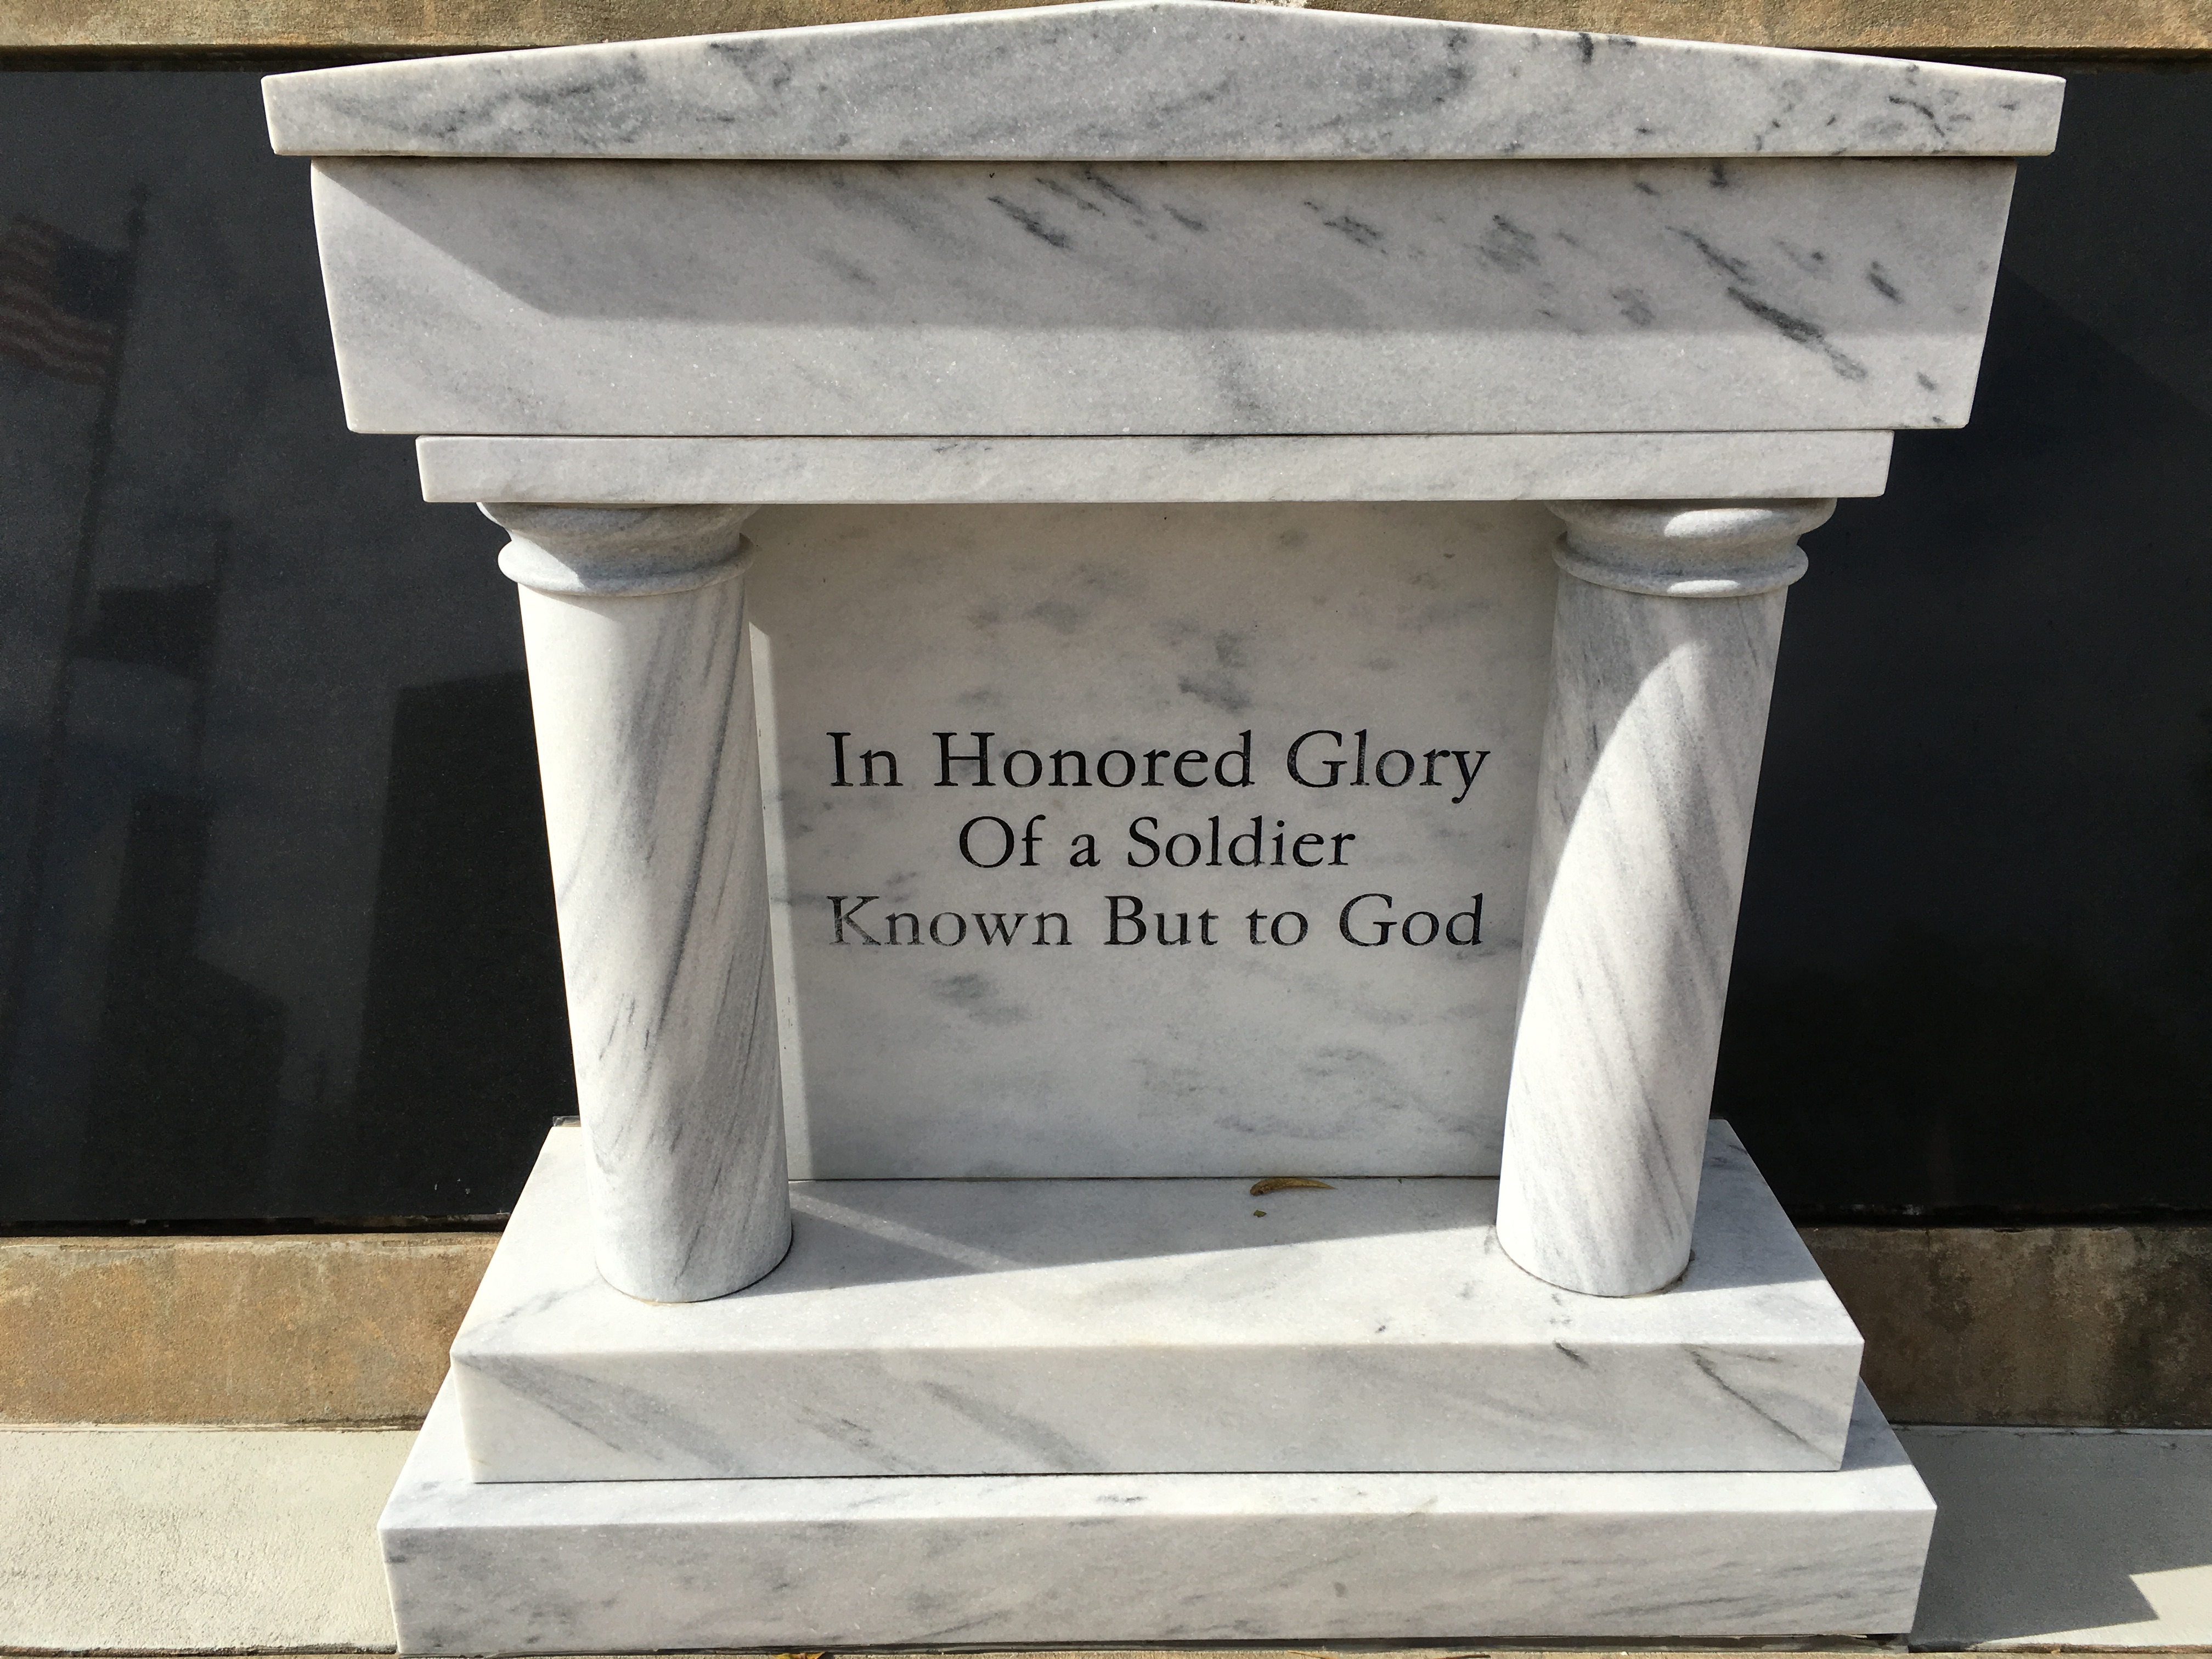 In Honored Glory
Of a Soldier
Known But to God